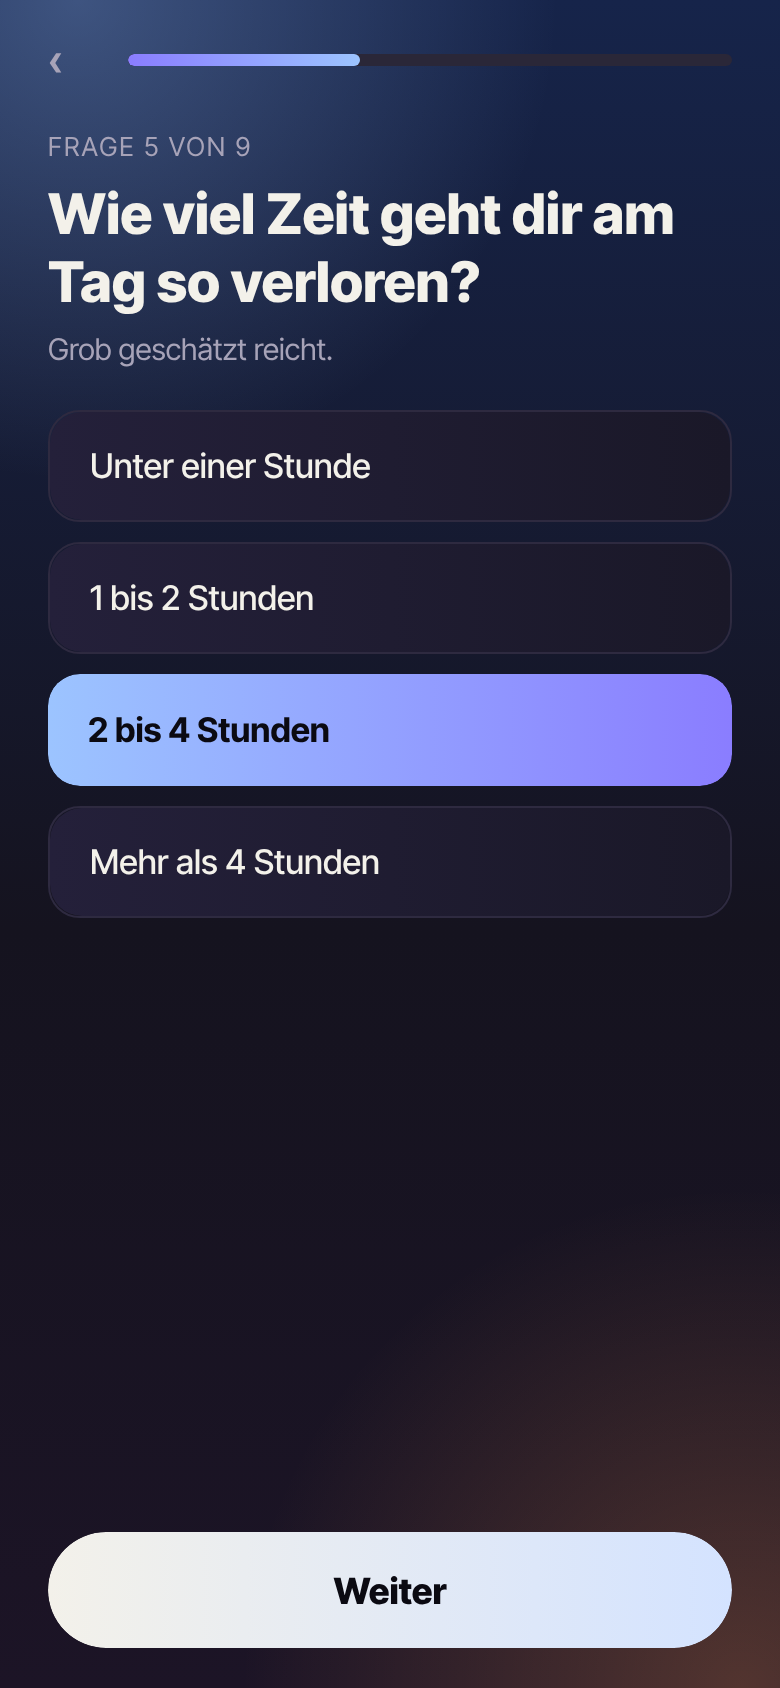 FRAGE 5 VON 9
Wie viel Zeit geht dir am
Tag so verloren?
Grob geschätzt reicht.
Unter einer Stunde
1 bis 2 Stunden
2 bis 4 Stunden
Mehr als 4 Stunden
Weiter